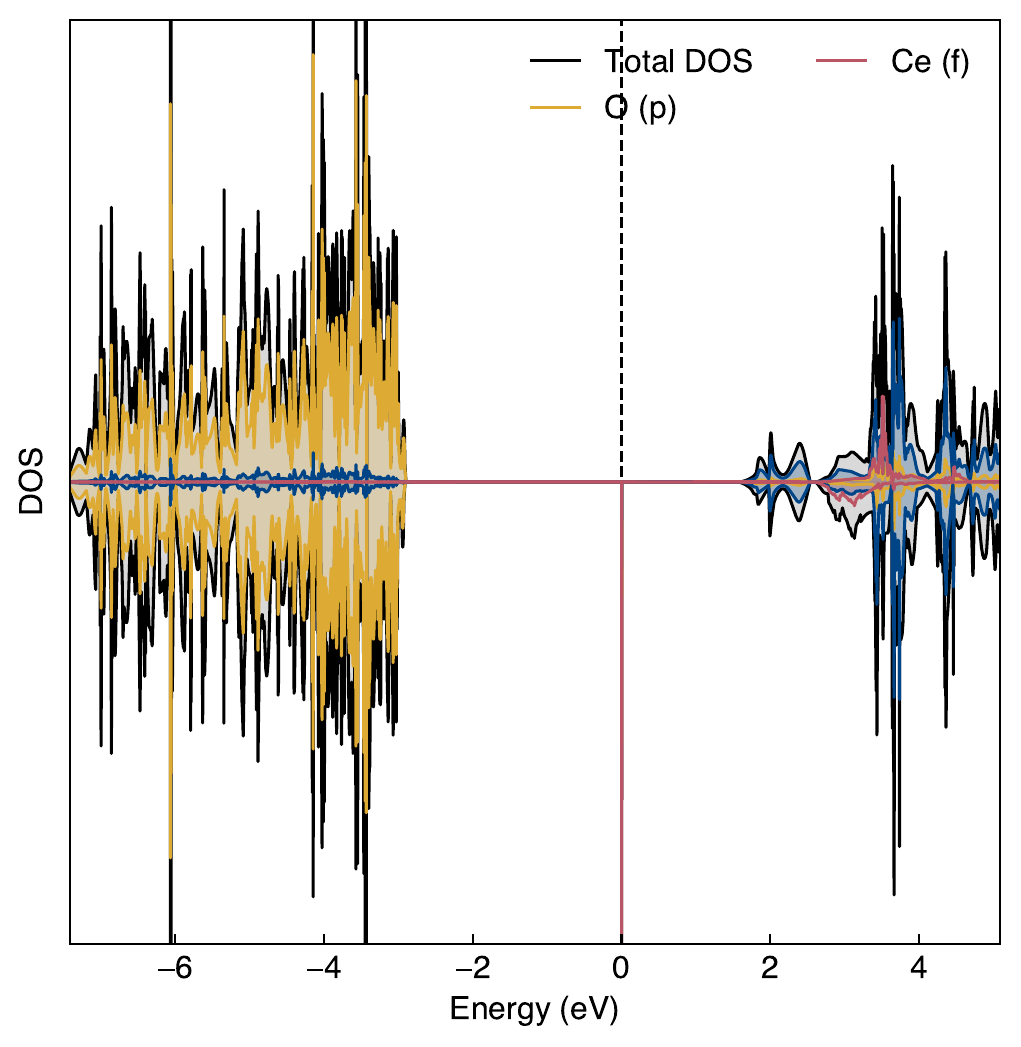 Total DOS
Ce (f)
O (p)
DOS
−6
−4
−2
0
2
4
Energy (eV)